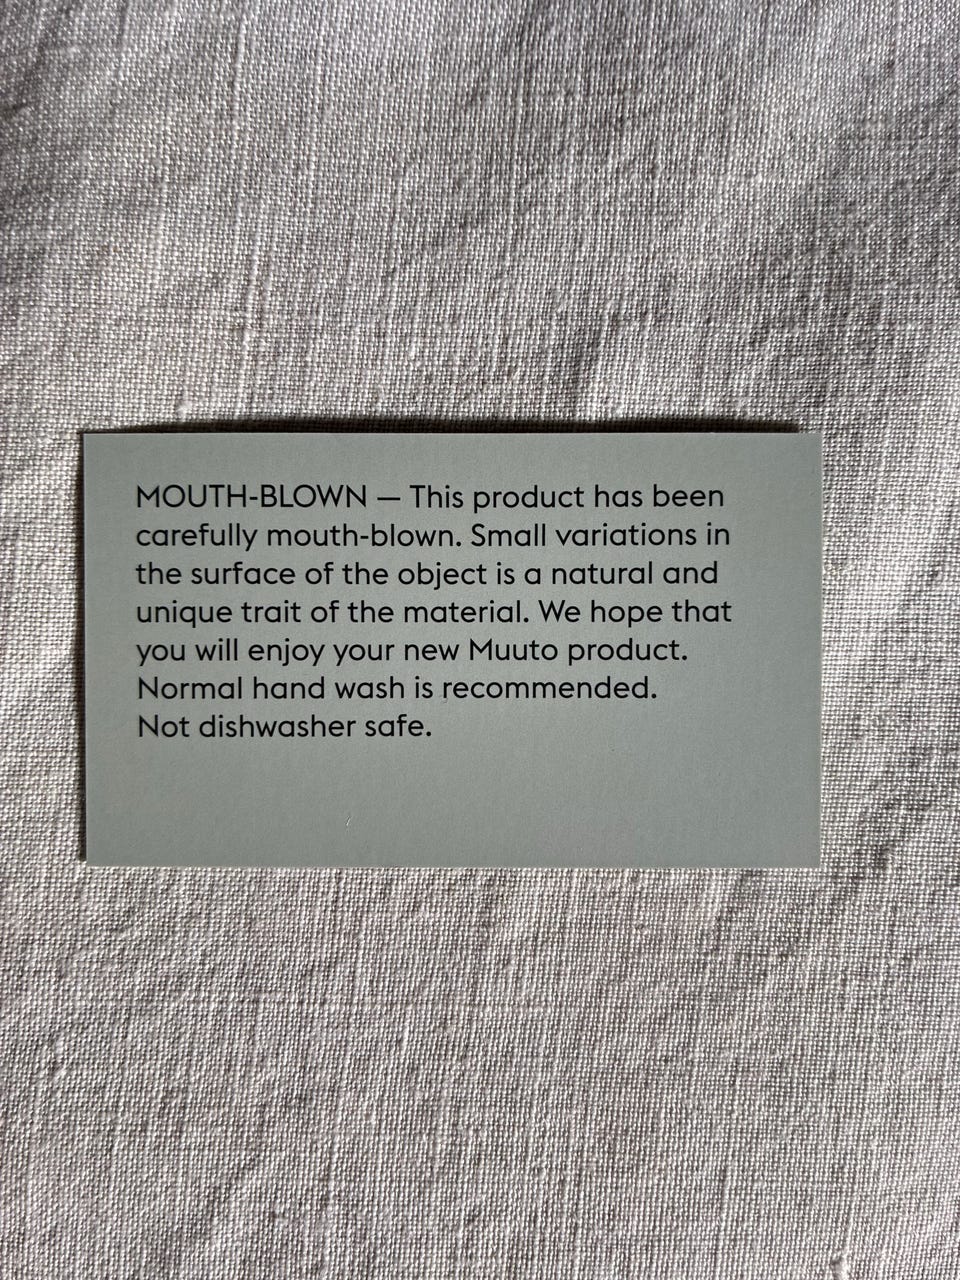 MOUTH-BLOWN — This product has been
carefully mouth-blown. Small variations in
the surface of the object is a natural and
unique trait of the material. We hope that
you will enjoy your new Muuto product.
Normal hand wash is recommended.
Not dishwasher safe.